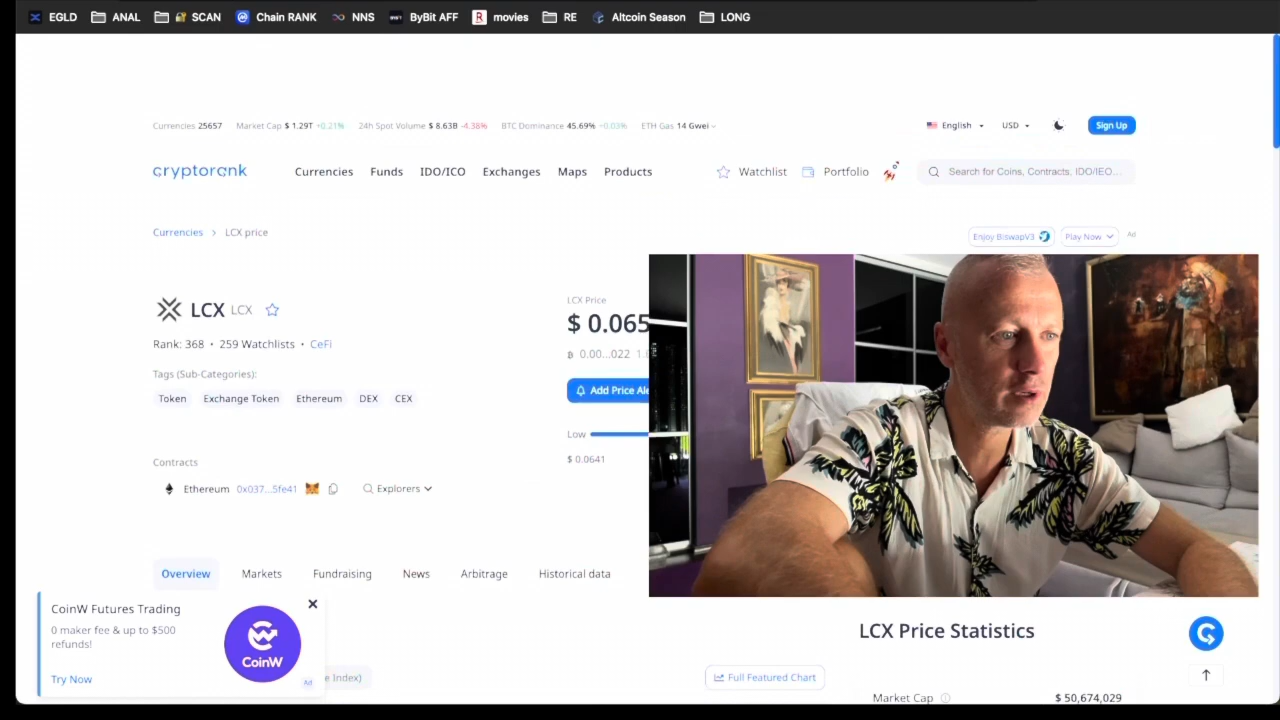 EGLD ANAL SCAN Chain RANK NNS ByBit AFF movies RE Altcoin Season LONG
Currencies 25657 Market Cap $ 1.29T +0.21% 24h Spot Volume $ 8.63B -4.38% BTC Dominance 45.69% +0.03% ETH Gas 14 Gwei English USD Sign Up
cryptorank Currencies Funds IDO/ICO Exchanges Maps Products Watchlist Portfolio Search for Coins, Contracts, IDO/IEO...
Currencies > LCX price Enjoy BiswapV3 Play Now Ad
LCX Price
LCX LCX
$ 0.065
Rank: 368 • 259 Watchlists • CeFi
0.00...022
Tags (Sub-Categories):
Add Price Ale
Token Exchange Token Ethereum DEX CEX
Low
$ 0.0641
Contracts
Ethereum 0x037...5fe41 Explorers
Overview Markets Fundraising News Arbitrage Historical data
CoinW Futures Trading
0 maker fee & up to $500
refunds!
CoinW
Try Now
Ad
e Index)
Full Featured Chart
LCX Price Statistics
Market Cap $ 50,674,029